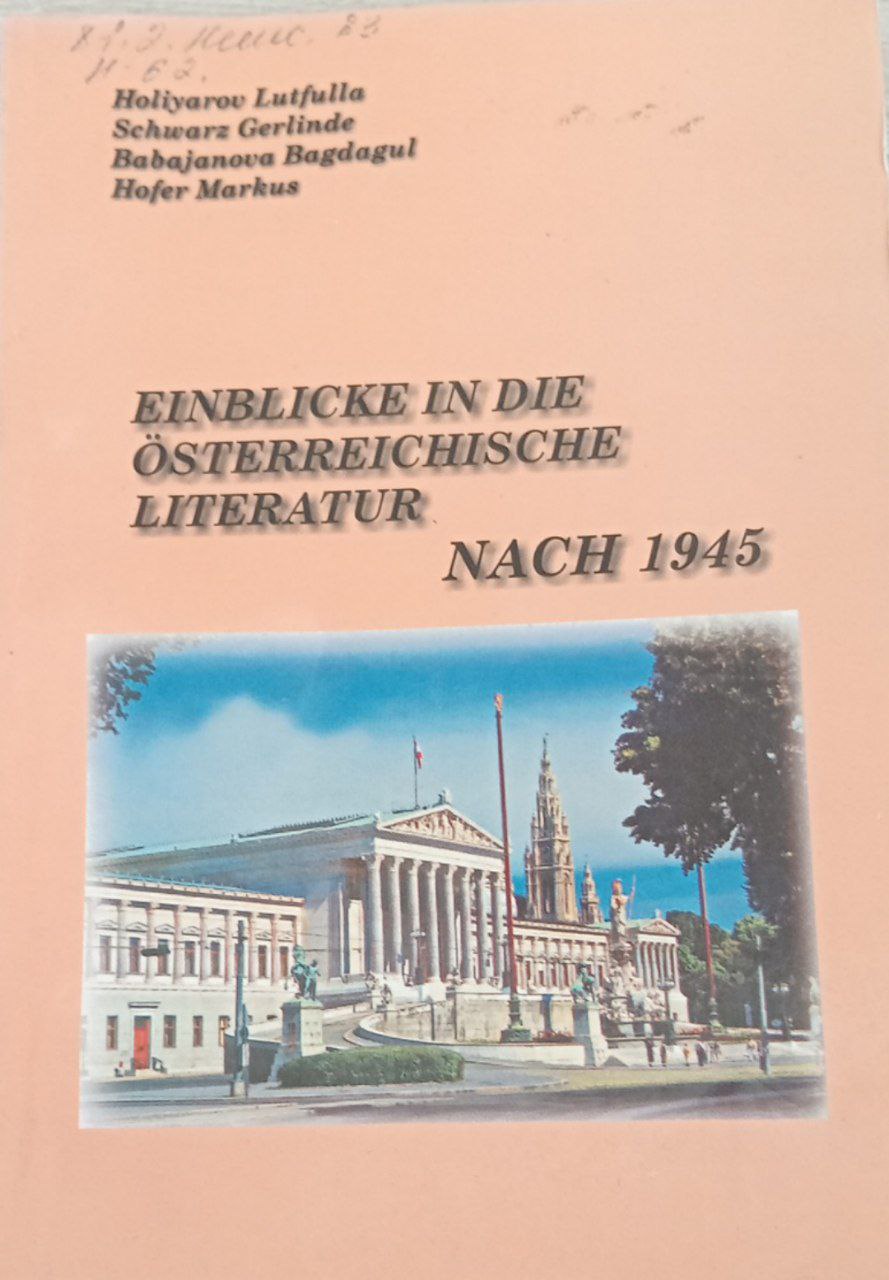 Holiyarov Lutfulla
Schwarz Gerlinde
Babajanova Bagdagul
Hofer Markus
EINBLICKE IN DIE
ÖSTERREICHISCHE
LITERATUR
NACH 1945